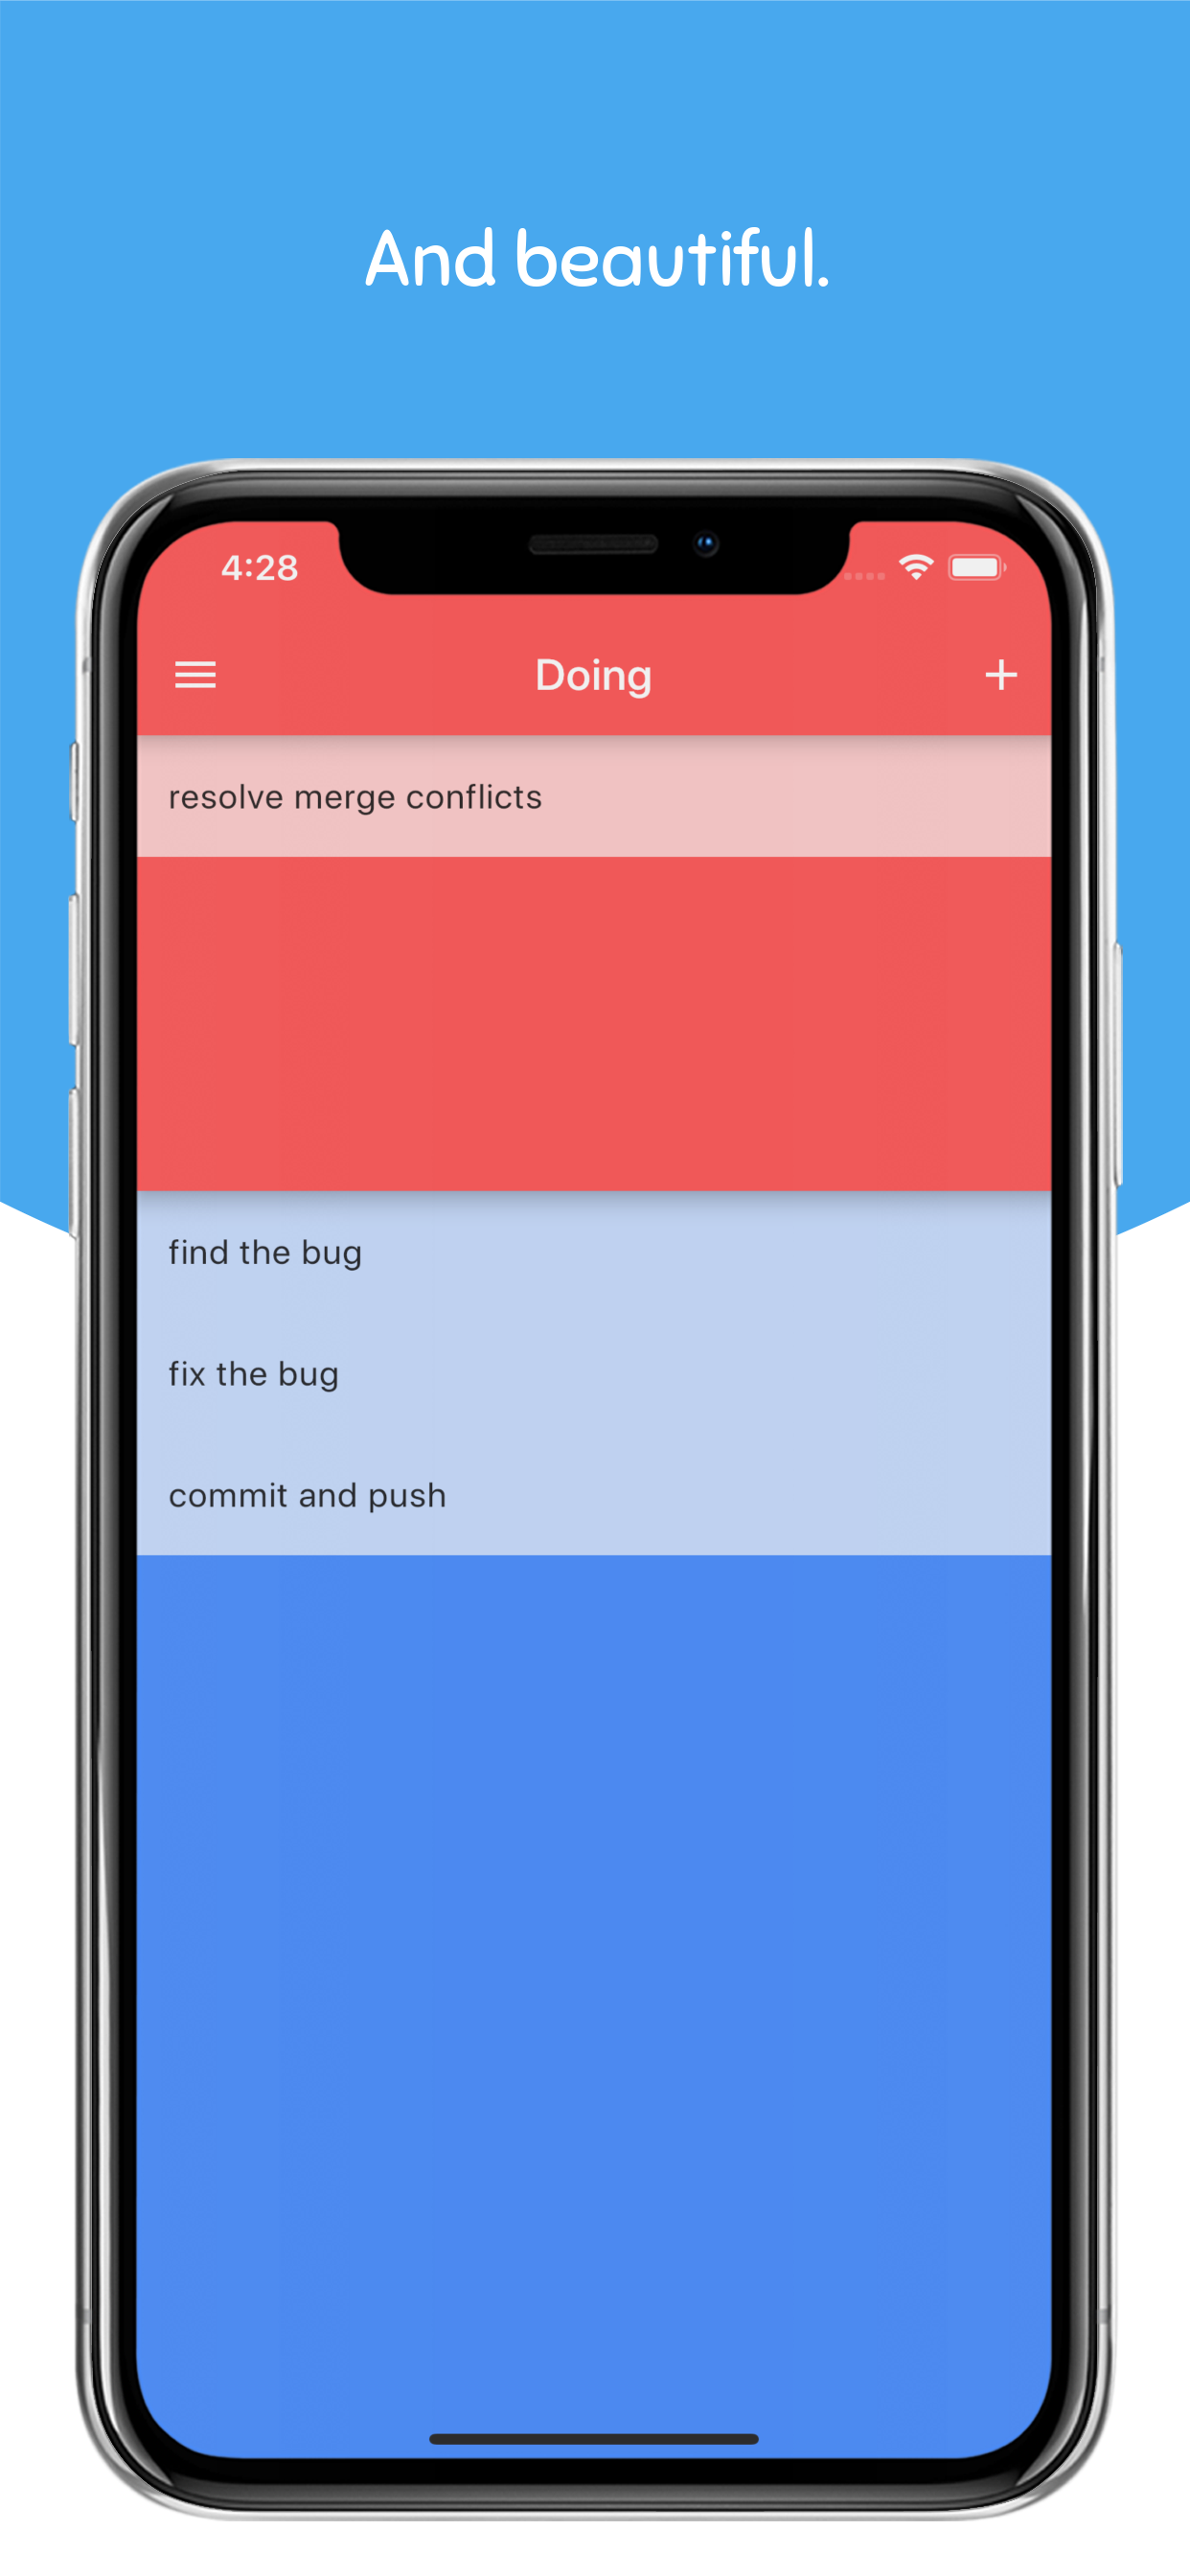 And beautiful.
4:28
Doing
resolve merge conflicts
find the bug
fix the bug
commit and push